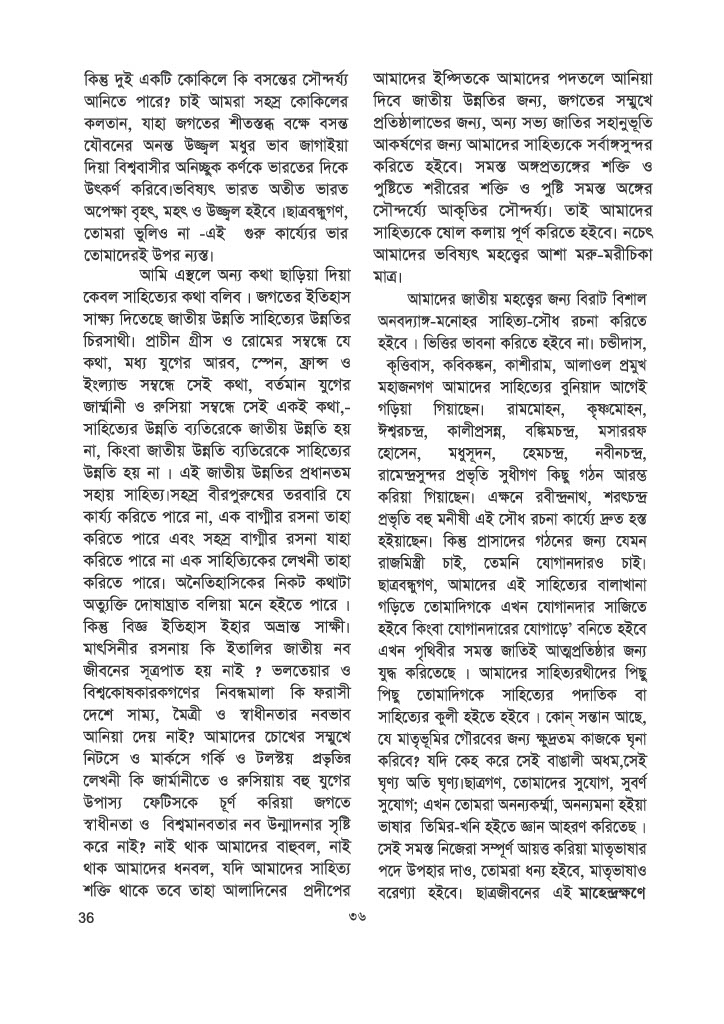 কিন্তু দুই একটি কোকিলে কি বসন্তের সৌন্দর্য্য
আনিতে পারে? চাই আমরা সহস্র কোকিলের
কলতান, যাহা জগতের শীতস্তব্ধ বক্ষে বসন্ত
যৌবনের অনন্ত উজ্জ্বল মধুর ভাব জাগাইয়া
দিয়া বিশ্ববাসীর অনিচ্ছুক কর্ণকে ভারতের দিকে
উৎকর্ণ করিবে।ভবিষ্যৎ ভারত অতীত ভারত
অপেক্ষা বৃহৎ, মহৎ ও উজ্জ্বল হইবে ।ছাত্রবন্ধুগণ,
তোমরা ভুলিও না -এই গুরু কার্য্যের ভার
তোমাদেরই উপর ন্যস্ত।
আমি এস্থলে অন্য কথা ছাড়িয়া দিয়া
কেবল সাহিত্যের কথা বলিব । জগতের ইতিহাস
সাক্ষ্য দিতেছে জাতীয় উন্নতি সাহিত্যের উন্নতির
চিরসাথী। প্রাচীন গ্রীস ও রোমের সম্বন্ধে যে
কথা, মধ্য যুগের আরব, স্পেন, ফ্রান্স ও
ইংল্যান্ড সম্বন্ধে সেই কথা, বর্তমান যুগের
জার্ম্মানী ও রুসিয়া সম্বন্ধে সেই একই কথা,-
সাহিত্যের উন্নতি ব্যতিরেকে জাতীয় উন্নতি হয়
না, কিংবা জাতীয় উন্নতি ব্যতিরেকে সাহিত্যের
উন্নতি হয় না । এই জাতীয় উন্নতির প্রধানতম
সহায় সাহিত্য।সহস্র বীরপুরুষের তরবারি যে
কার্য্য করিতে পারে না, এক বাগ্মীর রসনা তাহা
করিতে পারে এবং সহস্র বাগ্মীর রসনা যাহা
করিতে পারে না এক সাহিত্যিকের লেখনী তাহা
করিতে পারে। অনৈতিহাসিকের নিকট কথাটা
অত্যুক্তি দোষাঘ্রাত বলিয়া মনে হইতে পারে ।
কিন্তু বিজ্ঞ ইতিহাস ইহার অভ্রান্ত সাক্ষী।
মাৎসিনীর রসনায় কি ইতালির জাতীয় নব
জীবনের সূত্রপাত হয় নাই ? ভলতেয়ার ও
বিশ্বকোষকারকগণের নিবন্ধমালা কি ফরাসী
দেশে সাম্য, মৈত্রী ও স্বাধীনতার নবভাব
আনিয়া দেয় নাই? আমাদের চোখের সম্মুখে
নিটসে ও মার্কসে গর্কি ও টলস্টয় প্রভৃতির
লেখনী কি জার্মানীতে ও রুসিয়ায় বহু যুগের
উপাস্য ফেটিসকে চূর্ণ করিয়া জগতে
স্বাধীনতা ও বিশ্বমানবতার নব উন্মাদনার সৃষ্টি
করে নাই? নাই থাক আমাদের বাহুবল, নাই
থাক আমাদের ধনবল, যদি আমাদের সাহিত্য
শক্তি থাকে তবে তাহা আলাদিনের প্রদীপের
আমাদের ইপ্সিতকে আমাদের পদতলে আনিয়া
দিবে জাতীয় উন্নতির জন্য, জগতের সম্মুখে
প্রতিষ্ঠালাভের জন্য, অন্য সভ্য জাতির সহানুভূতি
আকর্ষণের জন্য আমাদের সাহিত্যকে সর্বাঙ্গসুন্দর
করিতে হইবে। সমস্ত অঙ্গপ্রত্যঙ্গের শক্তি ও
পুষ্টিতে শরীরের শক্তি ও পুষ্টি সমস্ত অঙ্গের
সৌন্দর্য্যে আকৃতির সৌন্দর্য্য। তাই আমাদের
সাহিত্যকে ষোল কলায় পূর্ণ করিতে হইবে। নচেৎ
আমাদের ভবিষ্যৎ মহত্ত্বের আশা মরু-মরীচিকা
মাত্র।
আমাদের জাতীয় মহত্ত্বের জন্য বিরাট বিশাল
অনবদ্যাঙ্গ-মনোহর সাহিত্য-সৌধ রচনা করিতে
হইবে । ভিত্তির ভাবনা করিতে হইবে না। চন্ডীদাস,
কৃত্তিবাস, কবিকঙ্কন, কাশীরাম, আলাওল প্রমুখ
মহাজনগণ আমাদের সাহিত্যের বুনিয়াদ আগেই
গড়িয়া গিয়াছেন। রামমোহন, কৃষ্ণমোহন,
ঈশ্বরচন্দ্র, কালীপ্রসন্ন, বঙ্কিমচন্দ্র, মসাররফ
হোসেন, মধুসূদন, হেমচন্দ্র, নবীনচন্দ্র,
রামেন্দ্রসুন্দর প্রভৃতি সুধীগণ কিছু গঠন আরম্ভ
করিয়া গিয়াছেন। এক্ষনে রবীন্দ্রনাথ, শরৎচন্দ্র
প্রভৃতি বহু মনীষী এই সৌধ রচনা কার্য্যে দ্রুত হস্ত
হইয়াছেন। কিন্তু প্রাসাদের গঠনের জন্য যেমন
রাজমিস্ত্রী চাই, তেমনি যোগানদারও চাই।
ছাত্রবন্ধুগণ, আমাদের এই সাহিত্যের বালাখানা
গড়িতে তোমাদিগকে এখন যোগানদার সাজিতে
হইবে কিংবা যোগানদারের যোগাড়ে' বনিতে হইবে
এখন পৃথিবীর সমস্ত জাতিই আত্মপ্রতিষ্ঠার জন্য
যুদ্ধ করিতেছে । আমাদের সাহিত্যরথীদের পিছু
পিছু তোমাদিগকে সাহিত্যের পদাতিক বা
সাহিত্যের কুলী হইতে হইবে । কোন্ সন্তান আছে,
যে মাতৃভূমির গৌরবের জন্য ক্ষুদ্রতম কাজকে ঘৃনা
করিবে? যদি কেহ করে সেই বাঙালী অধম,সেই
ঘৃণ্য অতি ঘৃণ্য।ছাত্রগণ, তোমাদের সুযোগ, সুবর্ণ
সুযোগ; এখন তোমরা অনন্যকর্ম্মা, অনন্যমনা হইয়া
ভাষার তিমির-খনি হইতে জ্ঞান আহরণ করিতেছ ।
সেই সমস্ত নিজেরা সম্পূর্ণ আয়ত্ত করিয়া মাতৃভাষার
পদে উপহার দাও, তোমরা ধন্য হইবে, মাতৃভাষাও
বরেণ্যা হইবে। ছাত্রজীবনের এই মাহেন্দ্রক্ষণে
36
৩৬